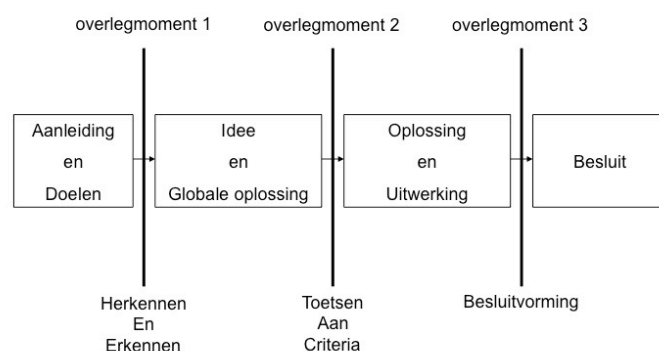 overlegmoment 1
overlegmoment 2
overlegmoment 3
Aanleiding
en
Doelen
Idee
en
Globale oplossing
Oplossing
en
Uitwerking
Besluit
Herkennen
En
Erkennen
Toetsen
Aan
Criteria
Besluitvorming